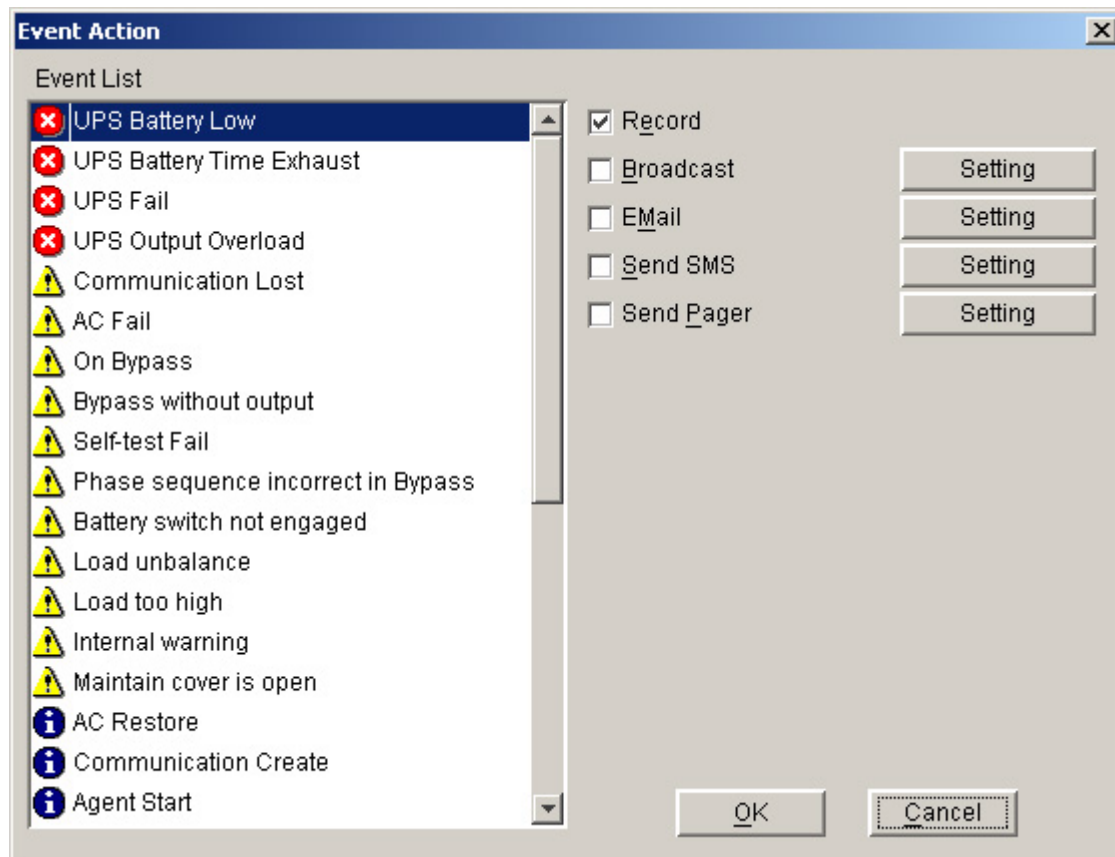 Event Action
Event List
UPS Battery Low
UPS Battery Time Exhaust
UPS Fail
UPS Output Overload
Communication Lost
AC Fail
On Bypass
Bypass without output
Self-test Fail
Phase sequence incorrect in Bypass
Battery switch not engaged
Load unbalance
Load too high
Internal warning
Maintain cover is open
AC Restore
Communication Create
Agent Start
Record
Broadcast Setting
EMail Setting
Send SMS Setting
Send Pager Setting
OK Cancel